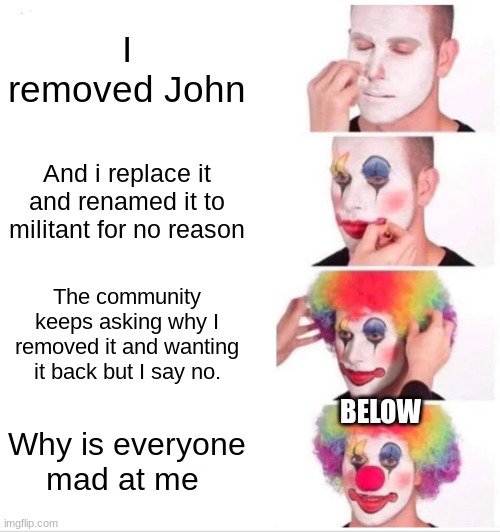 I
removed John
And i replace it
and renamed it to
militant for no reason
The community
keeps asking why I
removed it and wanting
it back but I say no.
BELOW
Why is everyone
mad at me
imgflip.com